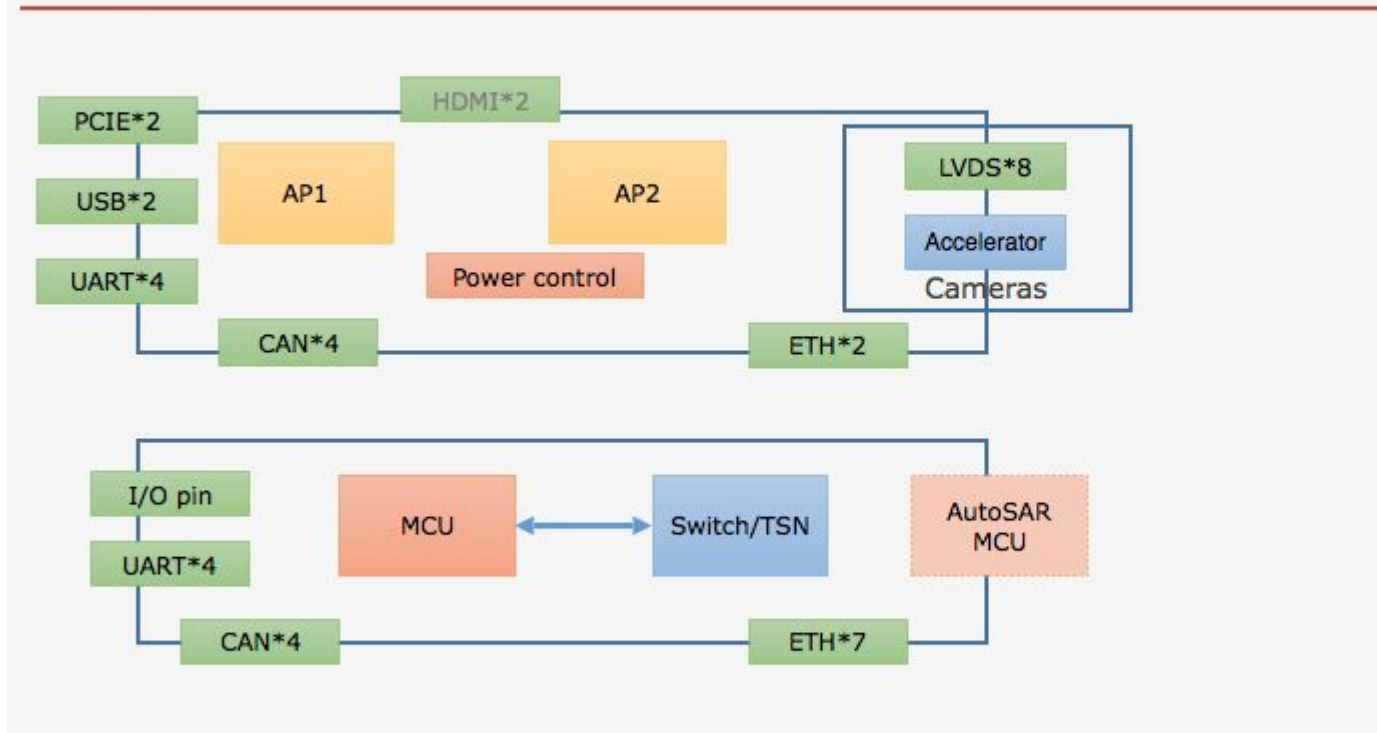 HDMI*2
PCIE*2
LVDS*8
AP1
AP2
USB*2
Accelerator
Power control
UART*4
Cameras
CAN*4
ETH*2
I/O pin
MCU
Switch/TSN
AutoSAR
MCU
UART*4
CAN*4
ETH*7